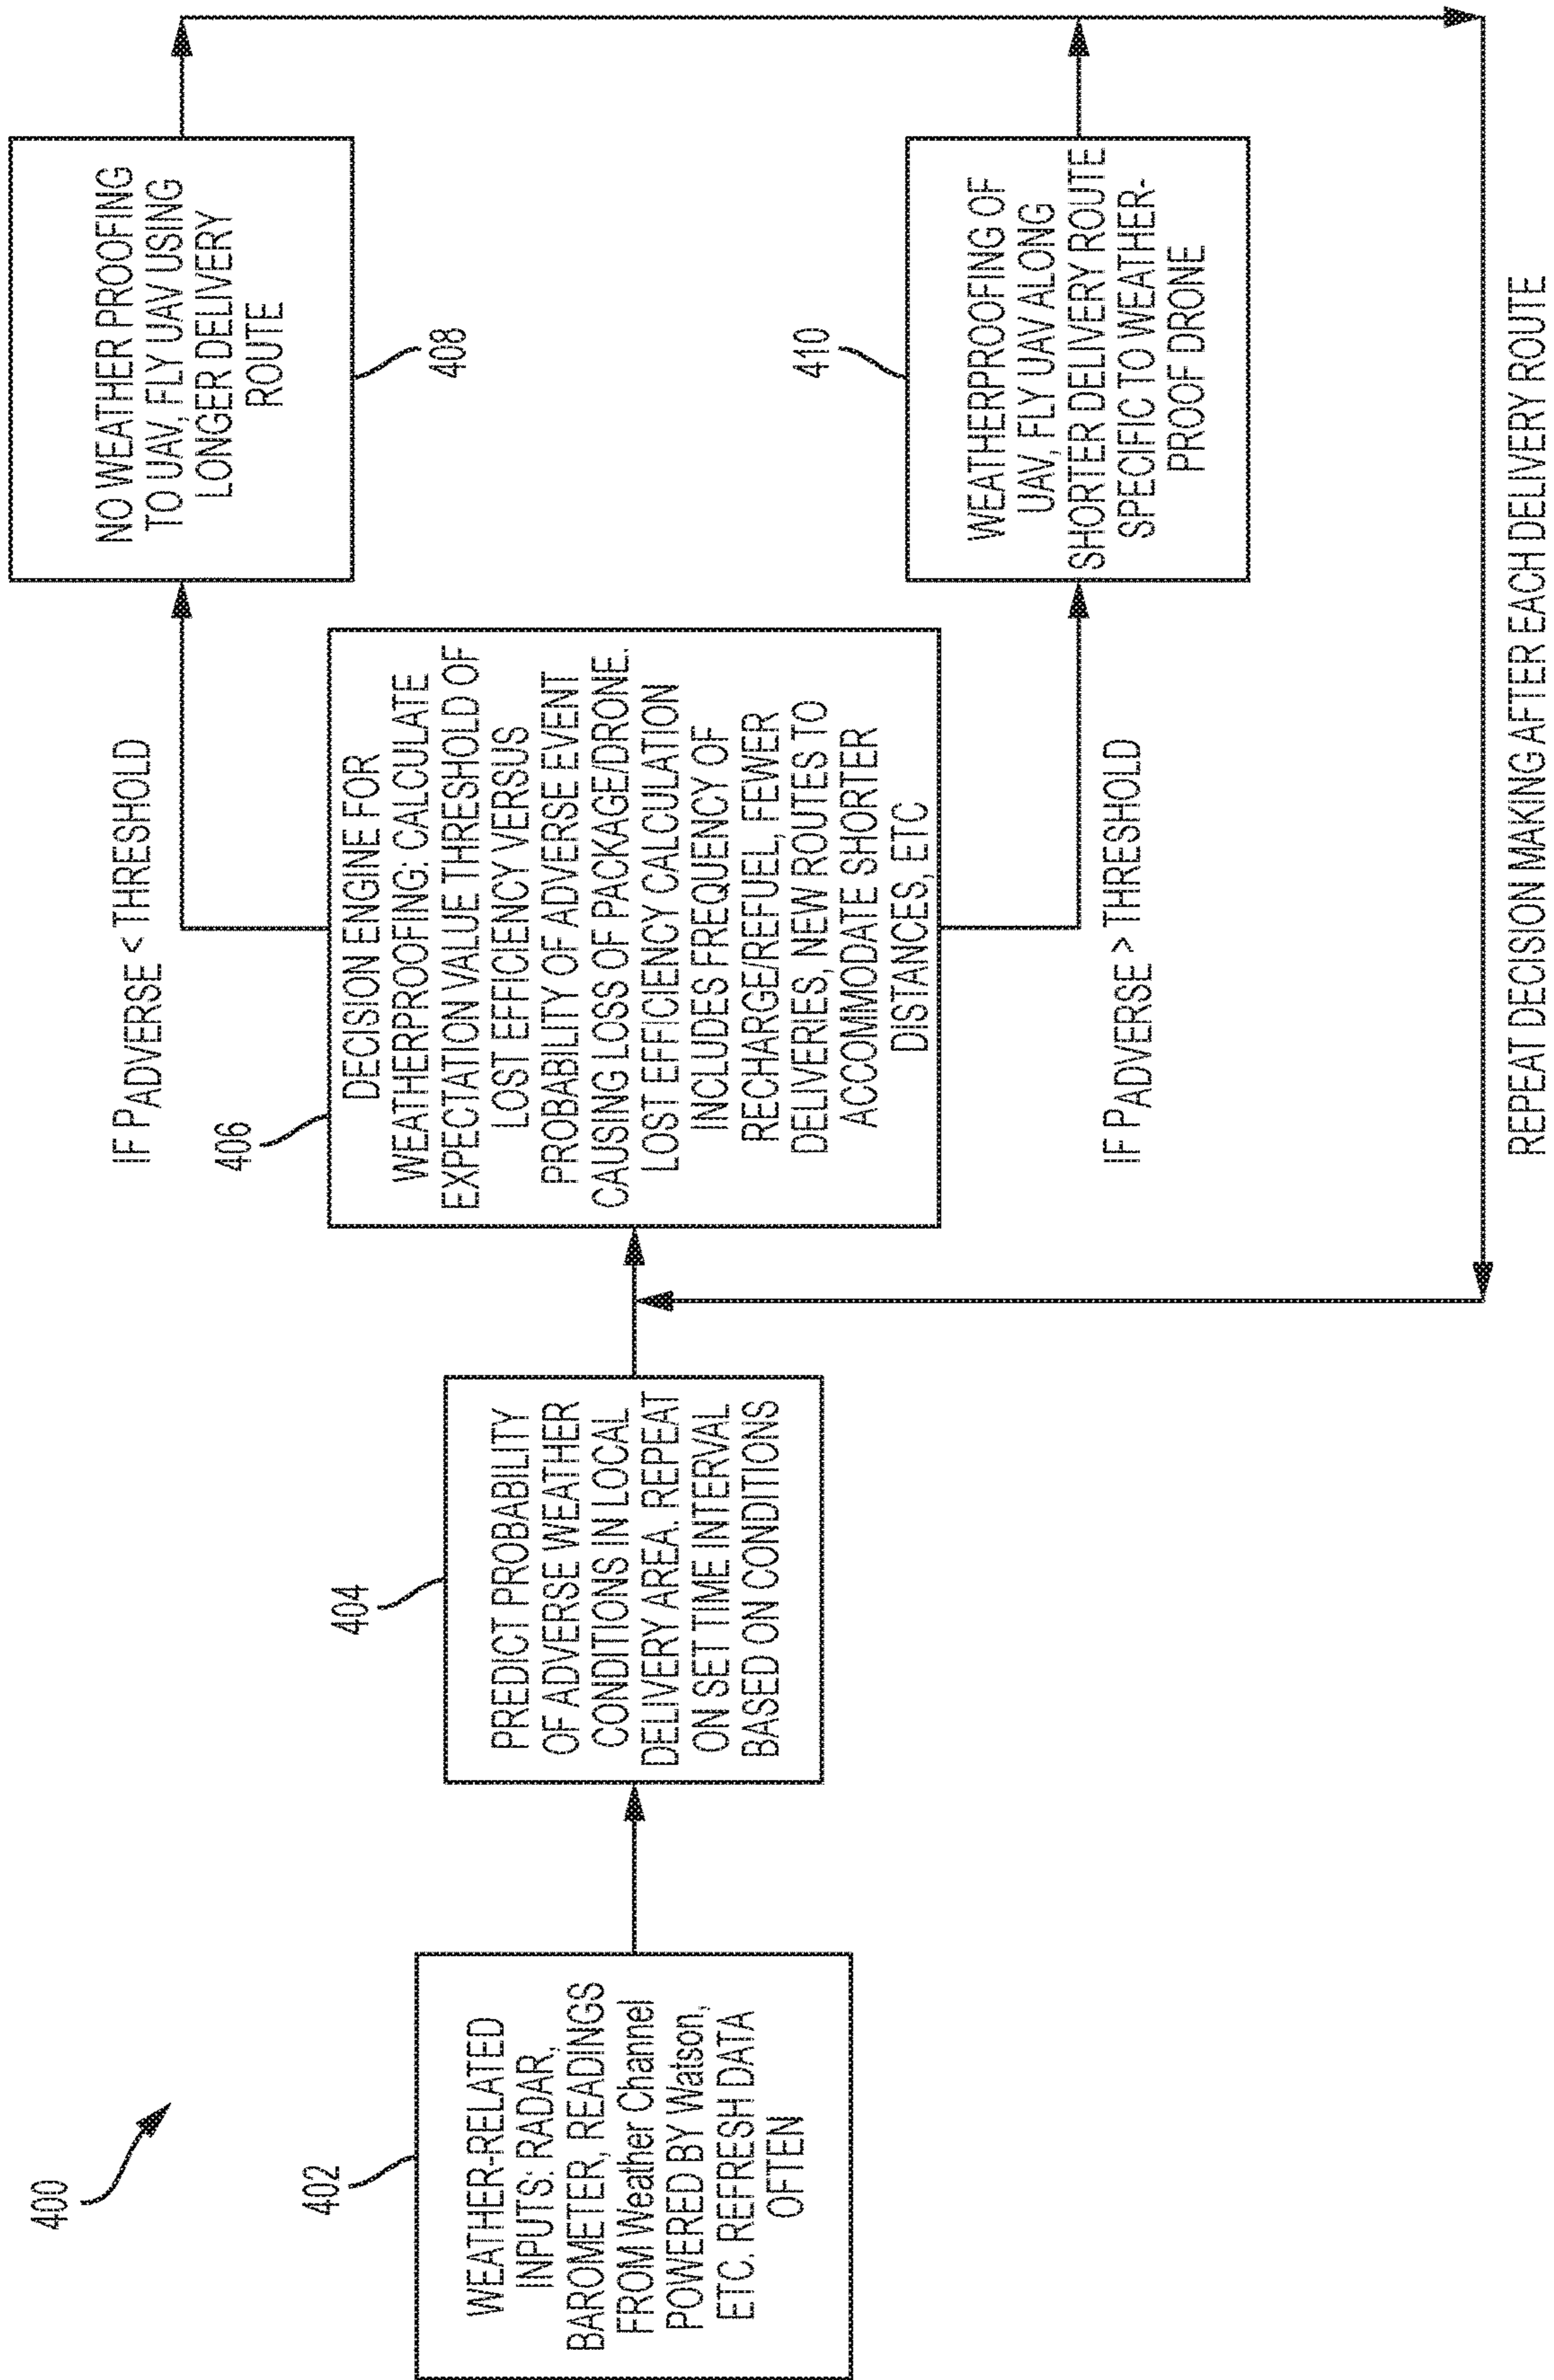 400
402
WEATHER-RELATED
INPUTS: RADAR,
BAROMETER, READINGS
FROM Weather Channel
POWERED BY Watson,
ETC. REFRESH DATA
OFTEN
404
PREDICT PROBABILITY
OF ADVERSE WEATHER
CONDITIONS IN LOCAL
DELIVERY AREA. REPEAT
ON SET TIME INTERVAL
BASED ON CONDITIONS
406
DECISION ENGINE FOR
WEATHERPROOFING: CALCULATE
EXPECTATION VALUE THRESHOLD OF
LOST EFFICIENCY VERSUS
PROBABILITY OF ADVERSE EVENT
CAUSING LOSS OF PACKAGE/DRONE.
LOST EFFICIENCY CALCULATION
INCLUDES FREQUENCY OF
RECHARGE/REFUEL, FEWER
DELIVERIES, NEW ROUTES TO
ACCOMMODATE SHORTER
DISTANCES, ETC
IF PADVERSE < THRESHOLD
NO WEATHER PROOFING
TO UAV, FLY UAV USING
LONGER DELIVERY
ROUTE
408
IF PADVERSE > THRESHOLD
410
WEATHERPROOFING OF
UAV, FLY UAV ALONG
SHORTER DELIVERY ROUTE
SPECIFIC TO WEATHER-
PROOF DRONE
REPEAT DECISION MAKING AFTER EACH DELIVERY ROUTE